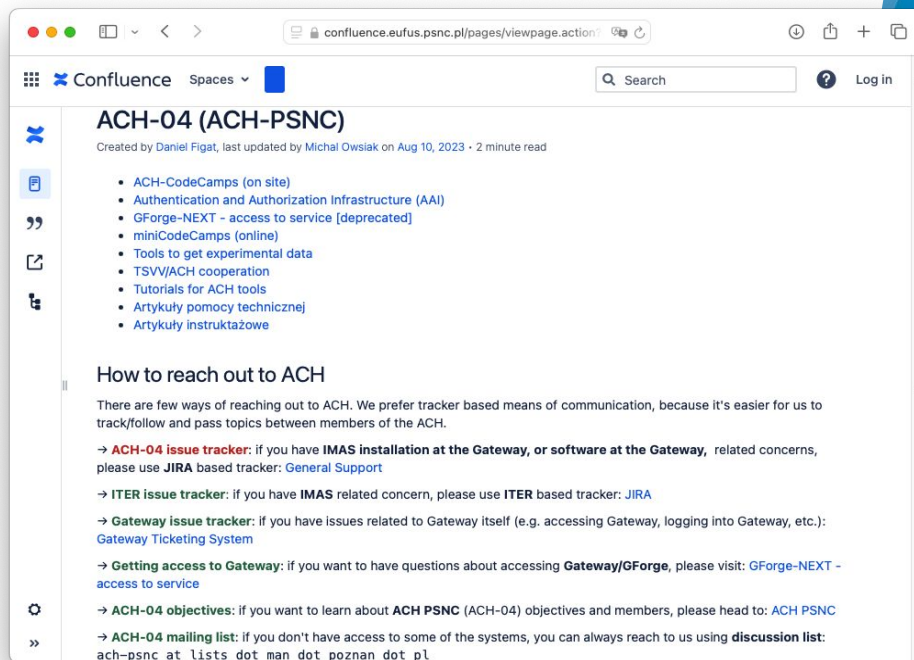 confluence.eufus.psnc.pl/pages/viewpage.action?
Confluence
Spaces
Search
Log in
ACH-04 (ACH-PSNC)
Created by Daniel Figat, last updated by Michal Owsiak on Aug 10, 2023 • 2 minute read
• ACH-CodeCamps (on site)
• Authentication and Authorization Infrastructure (AAI)
• GForge-NEXT - access to service [deprecated]
• miniCodeCamps (online)
• Tools to get experimental data
• TSVV/ACH cooperation
• Tutorials for ACH tools
• Artykuły pomocy technicznej
• Artykuły instruktażowe
How to reach out to ACH
There are few ways of reaching out to ACH. We prefer tracker based means of communication, because it's easier for us to
track/follow and pass topics between members of the ACH.
→ ACH-04 issue tracker: if you have IMAS installation at the Gateway, or software at the Gateway, related concerns,
please use JIRA based tracker: General Support
→ ITER issue tracker: if you have IMAS related concern, please use ITER based tracker: JIRA
→ Gateway issue tracker: if you have issues related to Gateway itself (e.g. accessing Gateway, logging into Gateway, etc.):
Gateway Ticketing System
→ Getting access to Gateway: if you want to have questions about accessing Gateway/GForge, please visit: GForge-NEXT -
access to service
→ ACH-04 objectives: if you want to learn about ACH PSNC (ACH-04) objectives and members, please head to: ACH PSNC
→ ACH-04 mailing list: if you don't have access to some of the systems, you can always reach to us using discussion list:
ach-psnc at lists dot man dot poznan dot pl